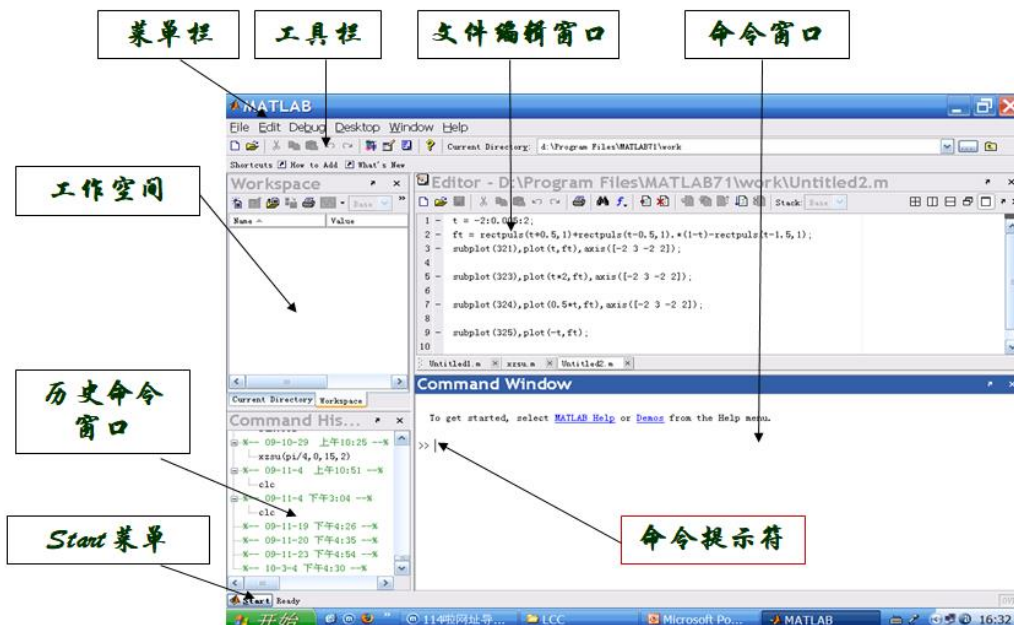 菜单栏
工具栏
文件编辑窗口
命令窗口
MATLAB
File Edit Debug Desktop Window Help
Current Directory: d:\Program Files\MATLAB71\work
Shortcuts How to Add What's New
工作空间
Workspace
Stack: Base
Name Value
Editor - D:\Program Files\MATLAB71\work\Untitled2.m
Stack: Base
1 - t = -2:0.005:2;
2 - ft = rectpuls(t+0.5,1)+rectpuls(t-0.5,1).*(1-t)-rectpuls(t-1.5,1);
3 - subplot(321),plot(t,ft),axis([-2 3 -2 2]);
4
5 - subplot(323),plot(t*2,ft),axis([-2 3 -2 2]);
6
7 - subplot(324),plot(0.5*t,ft),axis([-2 3 -2 2]);
8
9 - subplot(325),plot(-t,ft);
10
Untitled1.m xzsu.m Untitled2.m
Current Directory Workspace
历史命令
窗口
Command His...
%-- 09-10-29 上午10:25 --%
xzsu(pi/4,0,15,2)
%-- 09-11-4 上午10:51 --%
clc
%-- 09-11-4 下午3:04 --%
clc
%-- 09-11-19 下午4:26 --%
%-- 09-11-20 下午4:35 --%
%-- 09-11-23 下午4:54 --%
%-- 10-3-4 下午4:30 --%
Command Window
To get started, select MATLAB Help or Demos from the Help menu.
>>
命令提示符
Start 菜单
Start Ready
开始
114啦网址导...
LCC
Microsoft Po...
MATLAB
16:32